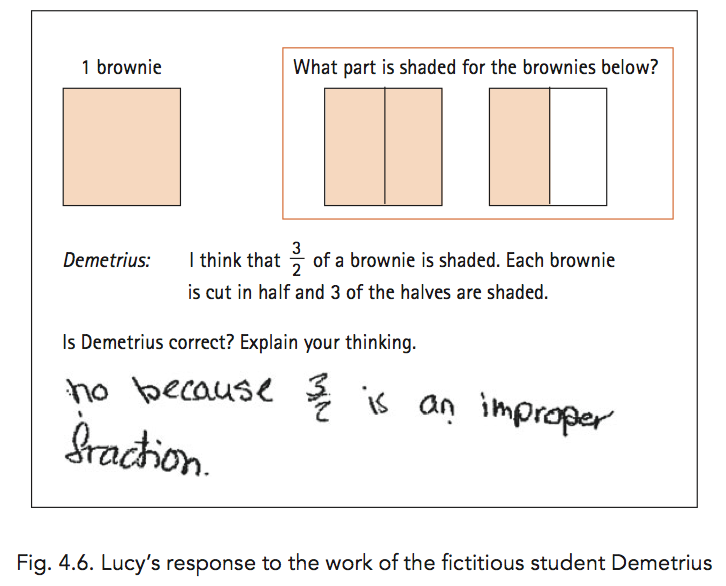 1 brownie
What part is shaded for the brownies below?
Demetrius: I think that 3/2 of a brownie is shaded. Each brownie
is cut in half and 3 of the halves are shaded.
Is Demetrius correct? Explain your thinking.
no because 3/2 is an improper
fraction.
Fig. 4.6. Lucy's response to the work of the fictitious student Demetrius